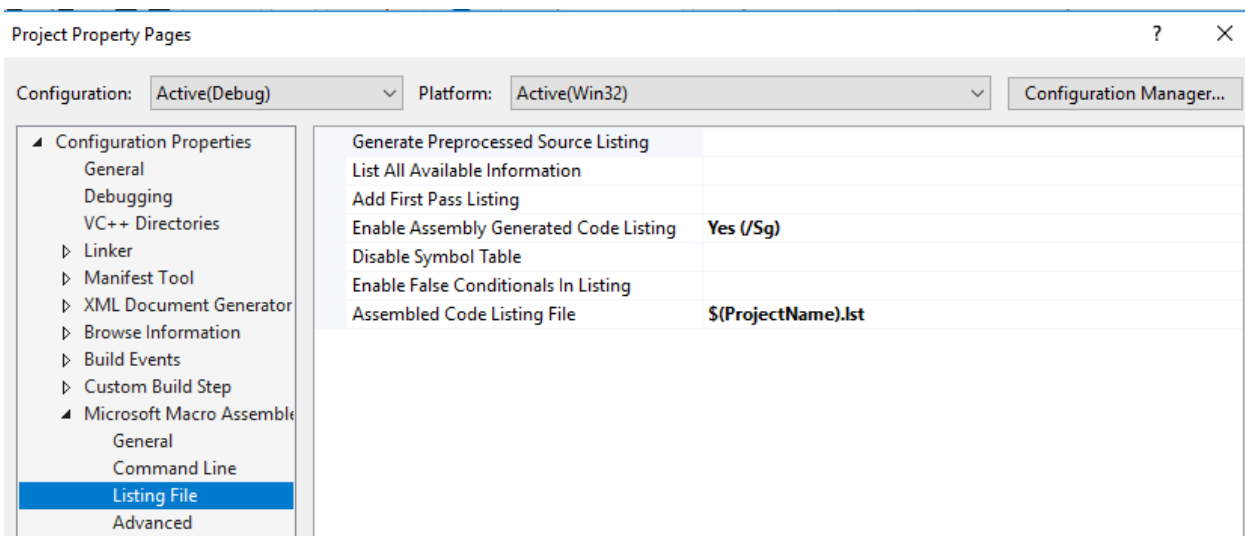 Project Property Pages ? ✕
Configuration: Active(Debug) Platform: Active(Win32) Configuration Manager...
Configuration Properties
General
Debugging
VC++ Directories
Linker
Manifest Tool
XML Document Generator
Browse Information
Build Events
Custom Build Step
Microsoft Macro Assemble
General
Command Line
Listing File
Advanced
Generate Preprocessed Source Listing
List All Available Information
Add First Pass Listing
Enable Assembly Generated Code Listing Yes (/Sg)
Disable Symbol Table
Enable False Conditionals In Listing
Assembled Code Listing File $(ProjectName).lst